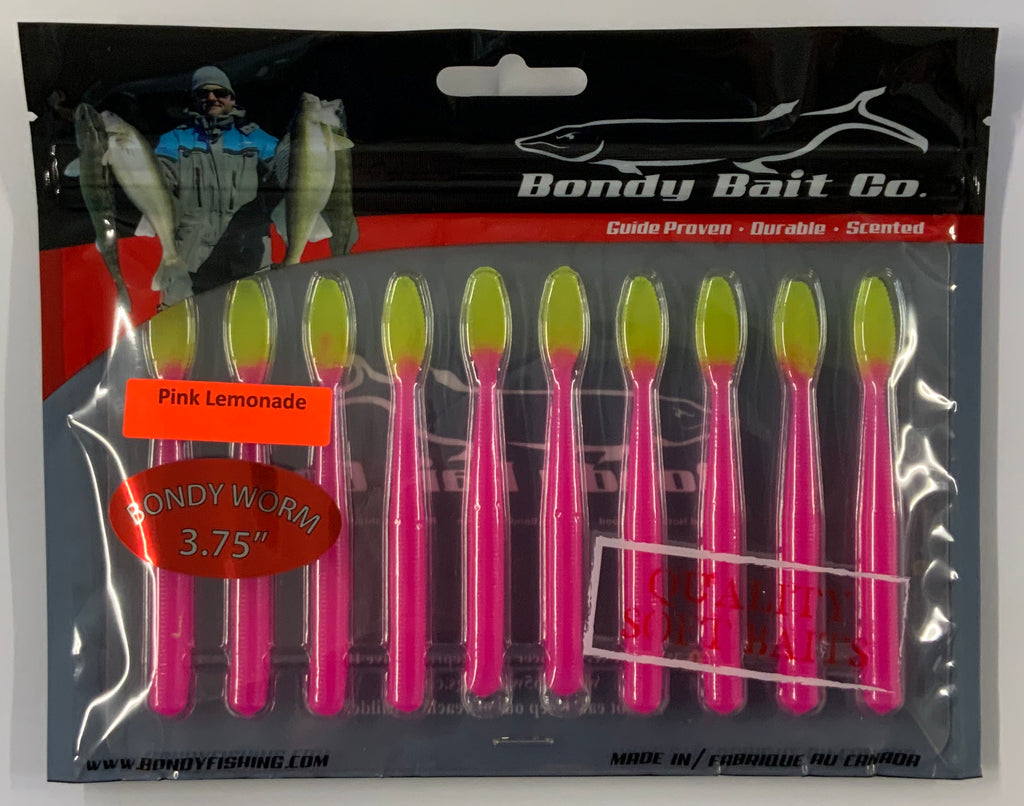 Bondy Bait Co.
Guide Proven • Durable • Scented
Pink Lemonade
BONDY WORM
3.75”
QUALITY
SOFT BAITS
WWW.BONDYFISHING.COM
MADE IN / FABRIQUE AU CANADA